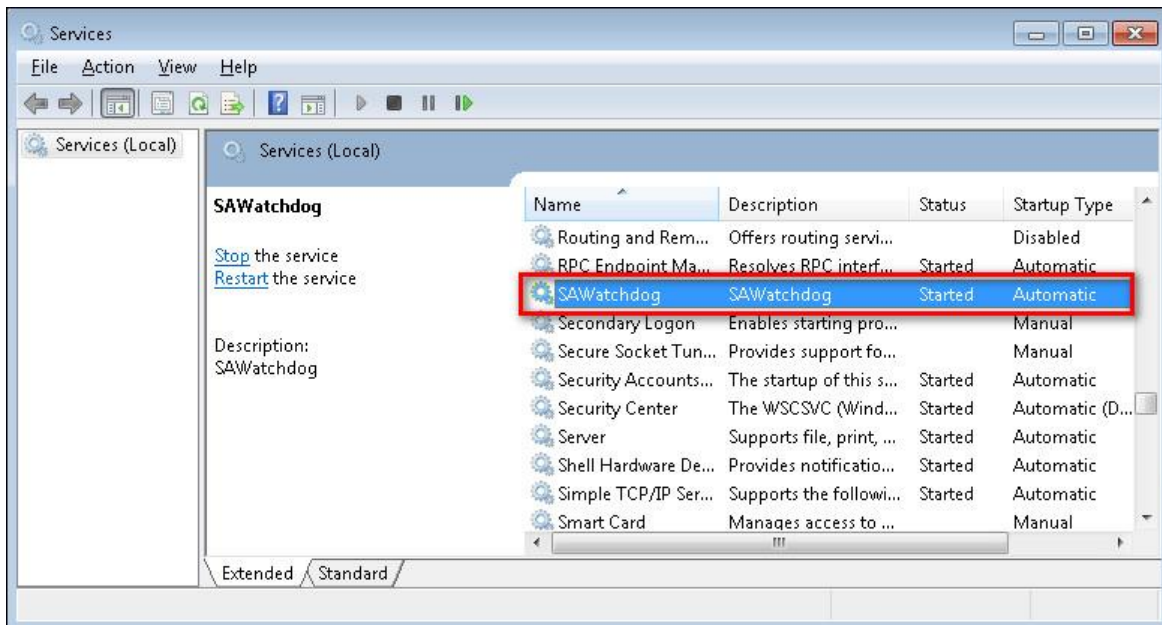 Services
File Action View Help
Services (Local)
Services (Local)
SAWatchdog
Stop the service
Restart the service
Description:
SAWatchdog
Name Description Status Startup Type
Routing and Rem... Offers routing servi... Disabled
RPC Endpoint Ma... Resolves RPC interf... Started Automatic
SAWatchdog SAWatchdog Started Automatic
Secondary Logon Enables starting pro... Manual
Secure Socket Tun... Provides support fo... Manual
Security Accounts... The startup of this s... Started Automatic
Security Center The WSCSVC (Wind... Started Automatic (D...
Server Supports file, print, ... Started Automatic
Shell Hardware De... Provides notificatio... Started Automatic
Simple TCP/IP Ser... Supports the followi... Started Automatic
Smart Card Manages access to ... Manual
Extended Standard